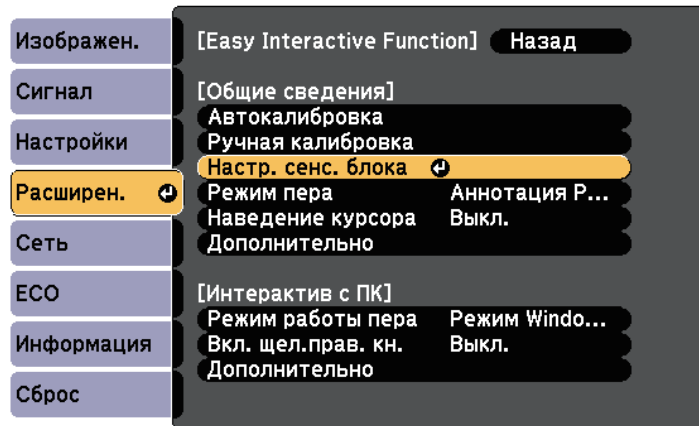 Изображен.
Сигнал
Настройки
Расширен.
Сеть
ECO
Информация
Сброс
[Easy Interactive Function] Назад
[Общие сведения]
Автокалибровка
Ручная калибровка
Настр. сенс. блока
Режим пера Аннотация P...
Наведение курсора Выкл.
Дополнительно
[Интерактив с ПК]
Режим работы пера Режим Windo...
Вкл. щел.прав. кн. Выкл.
Дополнительно